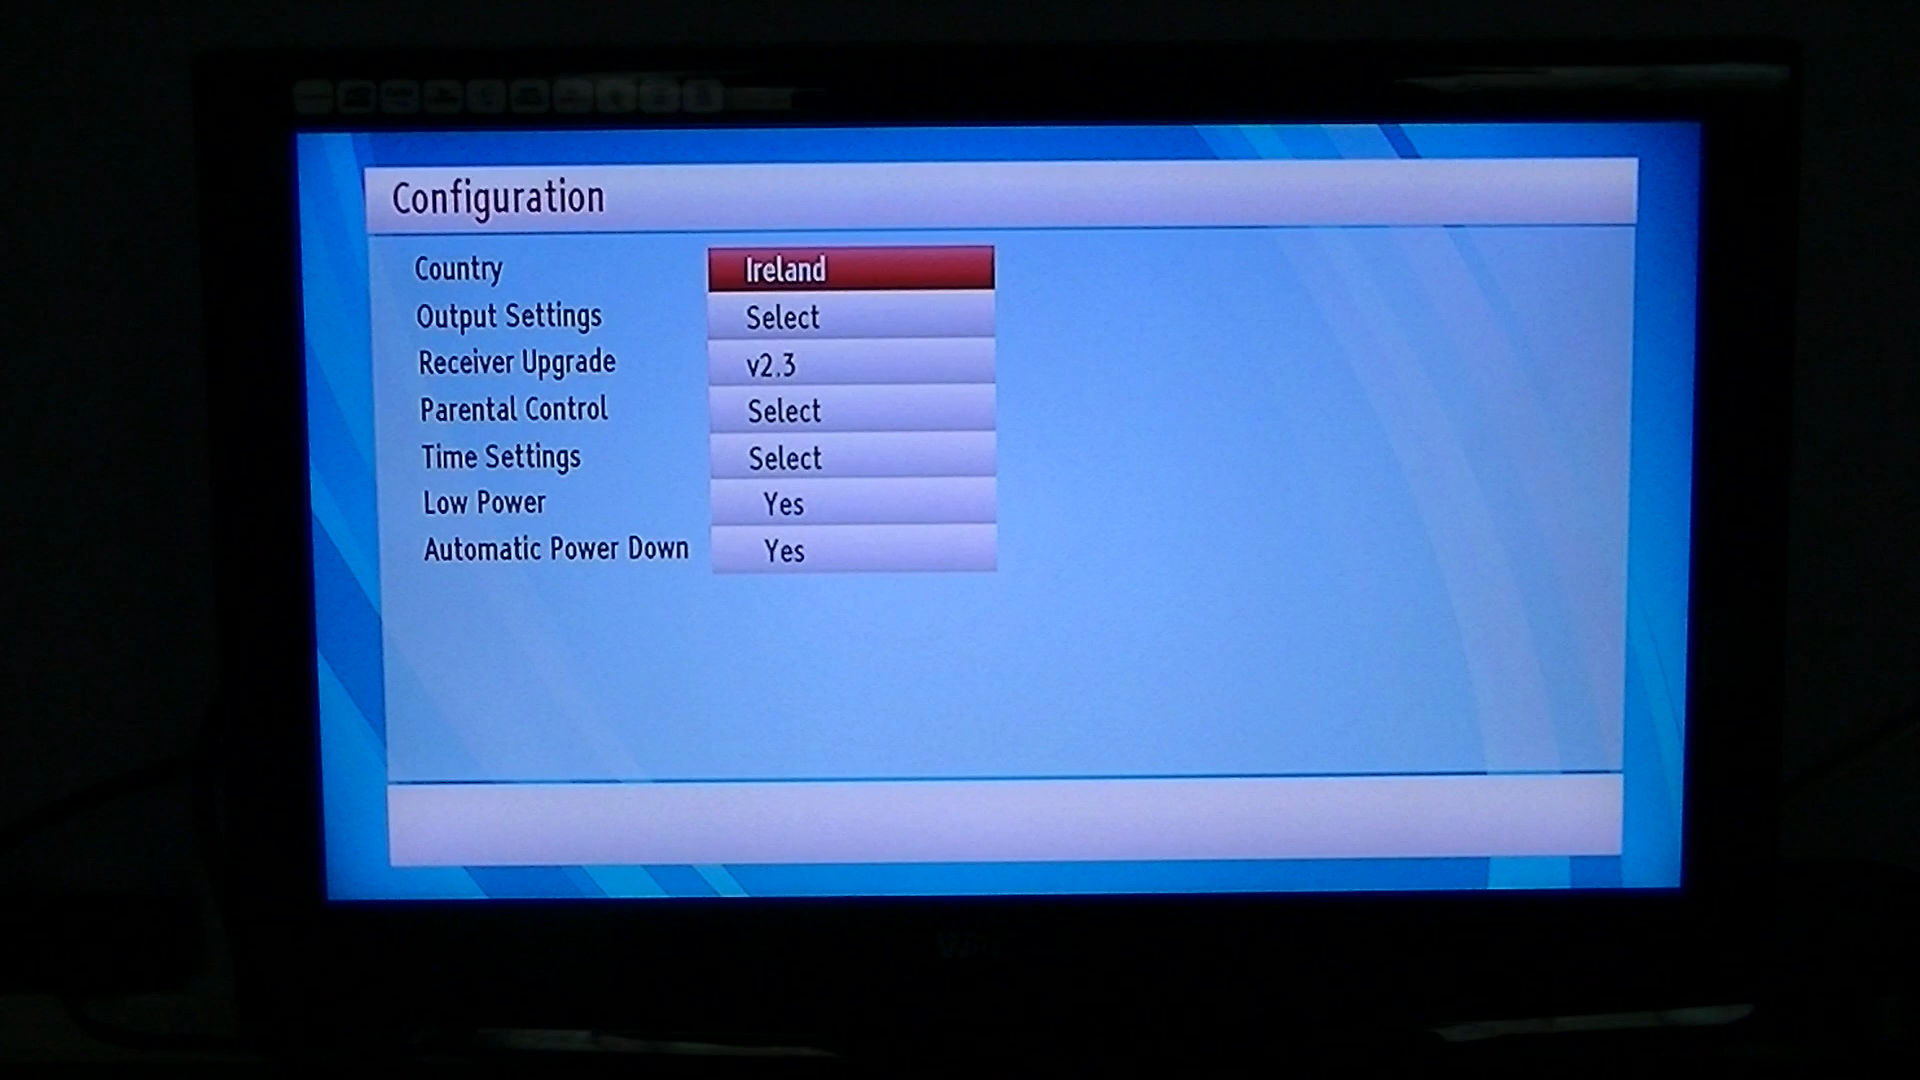 Configuration
Country Ireland
Output Settings Select
Receiver Upgrade v2.3
Parental Control Select
Time Settings Select
Low Power Yes
Automatic Power Down Yes